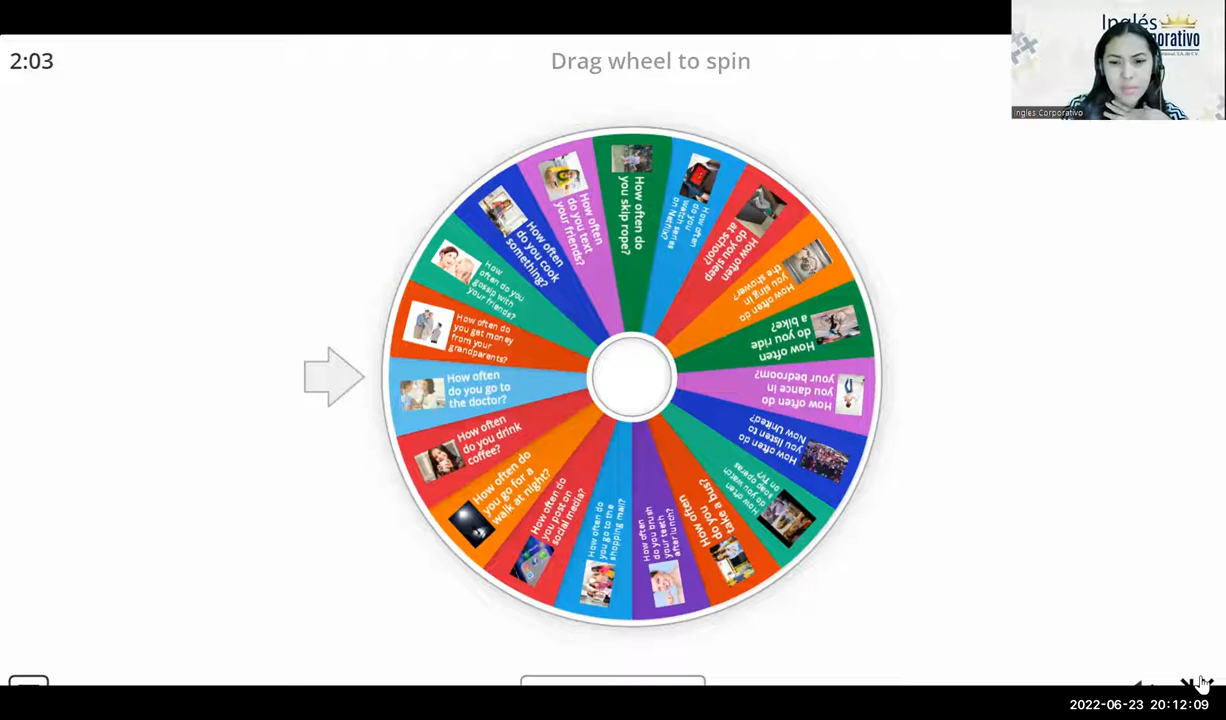 2:03
Drag wheel to spin
Inglés
orativo
Ingles Corporativo
How often do
you skip rope?
How often
do you
watch series
on Netflix?
How often
do you sleep
at school?
How often do
you sing in
the shower?
How often
do you ride
a bike?
How often do
you dance in
your bedroom?
How often do
you listen to
Now United?
How often
do you watch
soap operas
on TV?
How often
do you
take a bus?
How often
do you brush
your teeth
after lunch?
How often do
you go to the
shopping mall?
How often do
you post on
social media?
How often do
you go for a
walk at night?
How often
do you drink
coffee?
How often
do you go to
the doctor?
How often do
you get money
from your
grandparents?
How
often do you
gossip with
your friends?
How often
do you cook
something?
How often
do you text
your friends?
2022-06-23 20:12:09